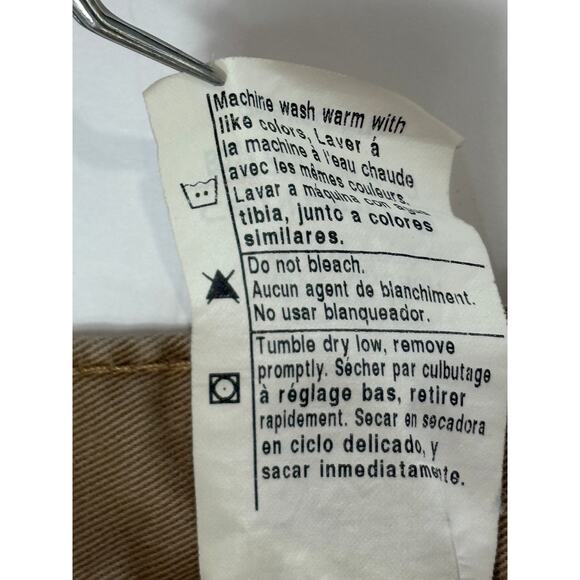 Machine wash warm with
like colors, Laver á
la machine à l'eau chaude
avec les mêmes couleurs.
Lavar a máquina con agua
tibia, junto a colores
similares.
Do not bleach.
Aucun agent de blanchiment.
No usar blanqueador.
Tumble dry low, remove
promptly. Sécher par culbutage
à réglage bas, retirer
rapidement. Secar en secadora
en ciclo delicado, y
sacar inmediatamente.